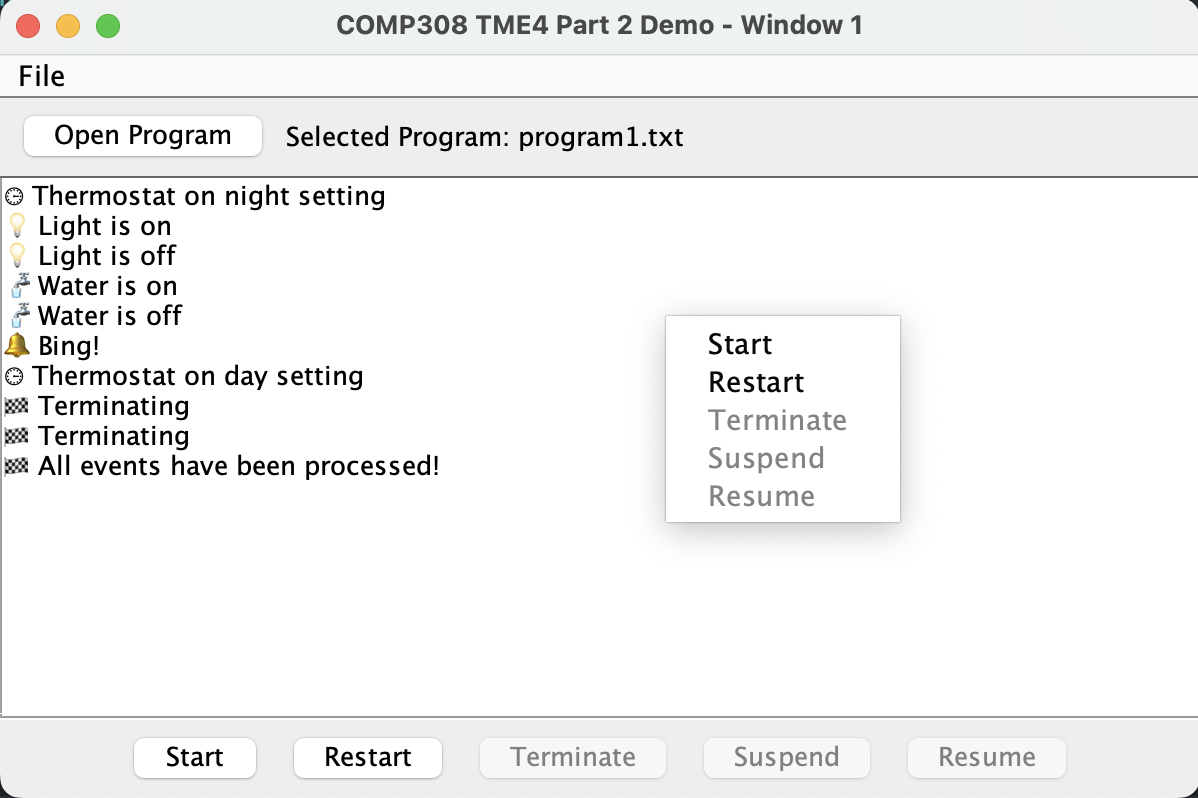 COMP308 TME4 Part 2 Demo - Window 1
File
Open Program Selected Program: program1.txt
Thermostat on night setting
Light is on
Light is off
Water is on
Water is off
Bing!
Thermostat on day setting
Terminating
Terminating
All events have been processed!
Start
Restart
Terminate
Suspend
Resume
Start Restart Terminate Suspend Resume